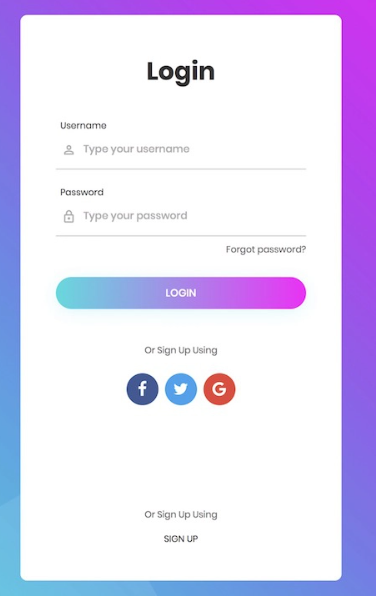 Login
Username
Type your username
Password
Type your password
Forgot password?
LOGIN
Or Sign Up Using
f G
Or Sign Up Using
SIGN UP